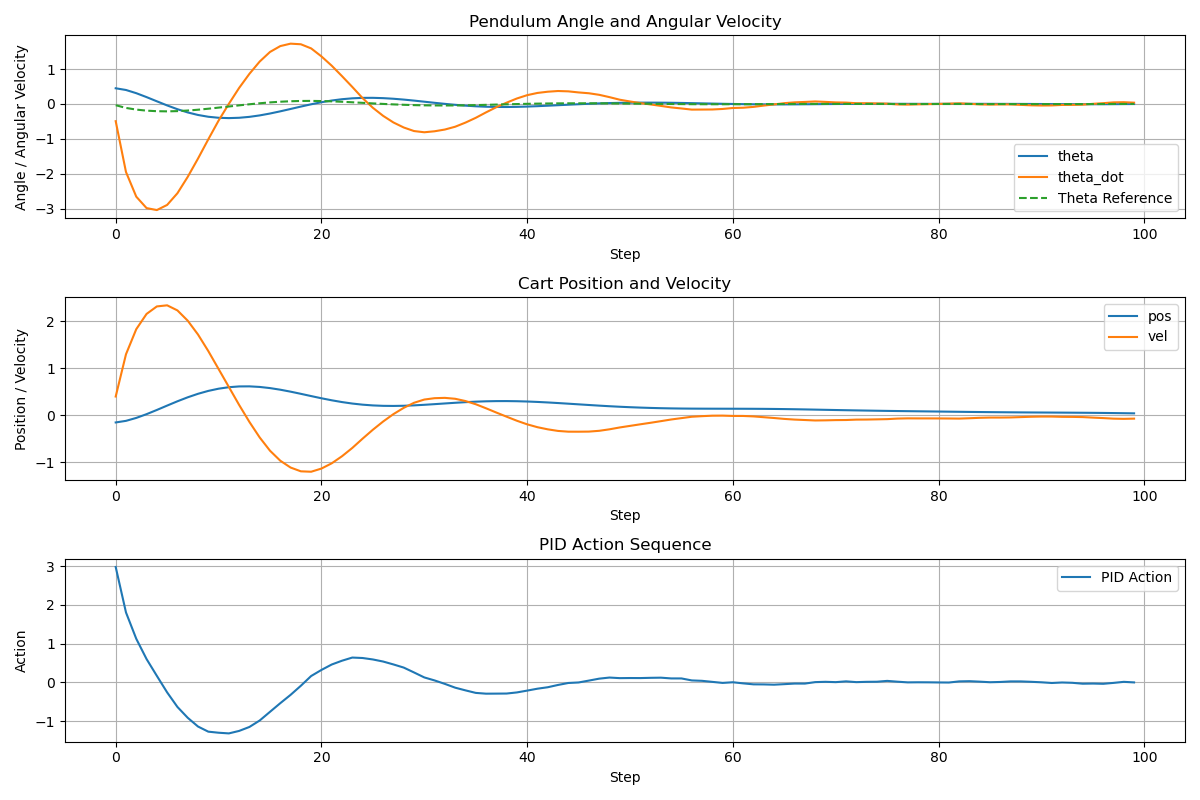 Pendulum Angle and Angular Velocity
Angle / Angular Velocity
1
0
−1
−2
−3
theta
theta_dot
Theta Reference
0 20 40 60 80 100
Step
Cart Position and Velocity
Position / Velocity
2
1
0
−1
pos
vel
0 20 40 60 80 100
Step
PID Action Sequence
Action
3
2
1
0
−1
PID Action
0 20 40 60 80 100
Step